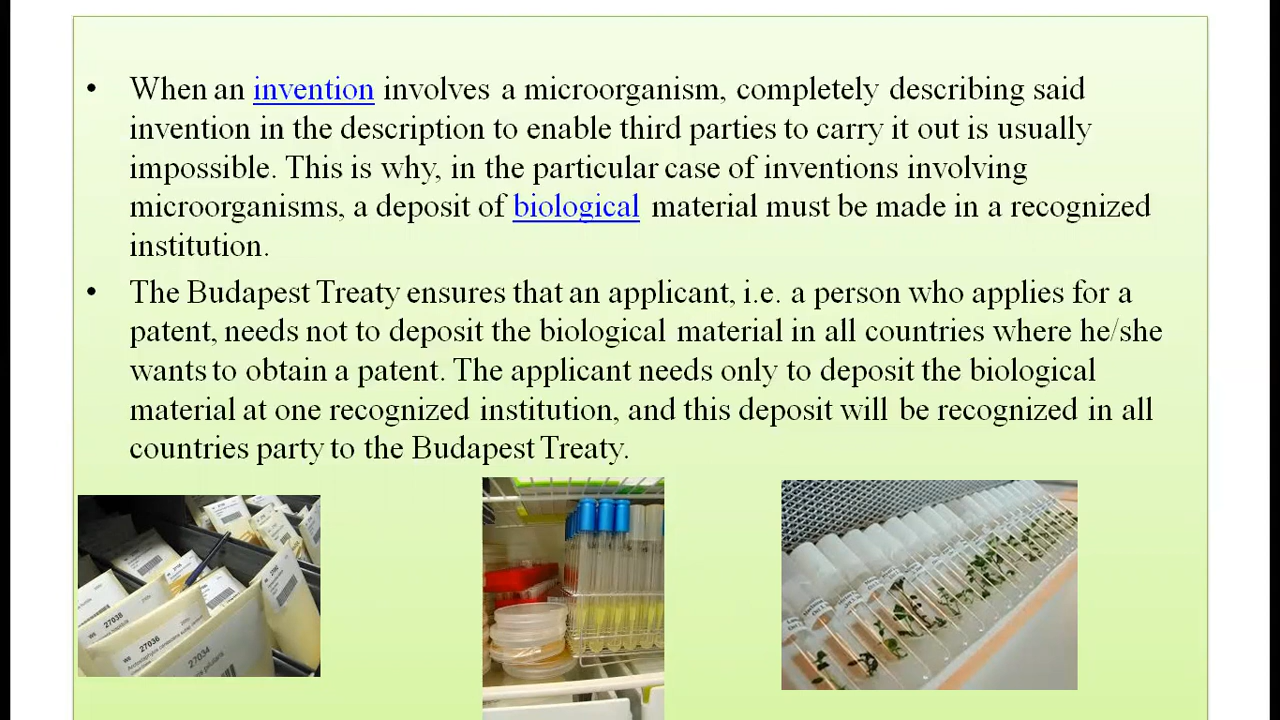 • When an invention involves a microorganism, completely describing said
invention in the description to enable third parties to carry it out is usually
impossible. This is why, in the particular case of inventions involving
microorganisms, a deposit of biological material must be made in a recognized
institution.
• The Budapest Treaty ensures that an applicant, i.e. a person who applies for a
patent, needs not to deposit the biological material in all countries where he/she
wants to obtain a patent. The applicant needs only to deposit the biological
material at one recognized institution, and this deposit will be recognized in all
countries party to the Budapest Treaty.
27038
27036
27034